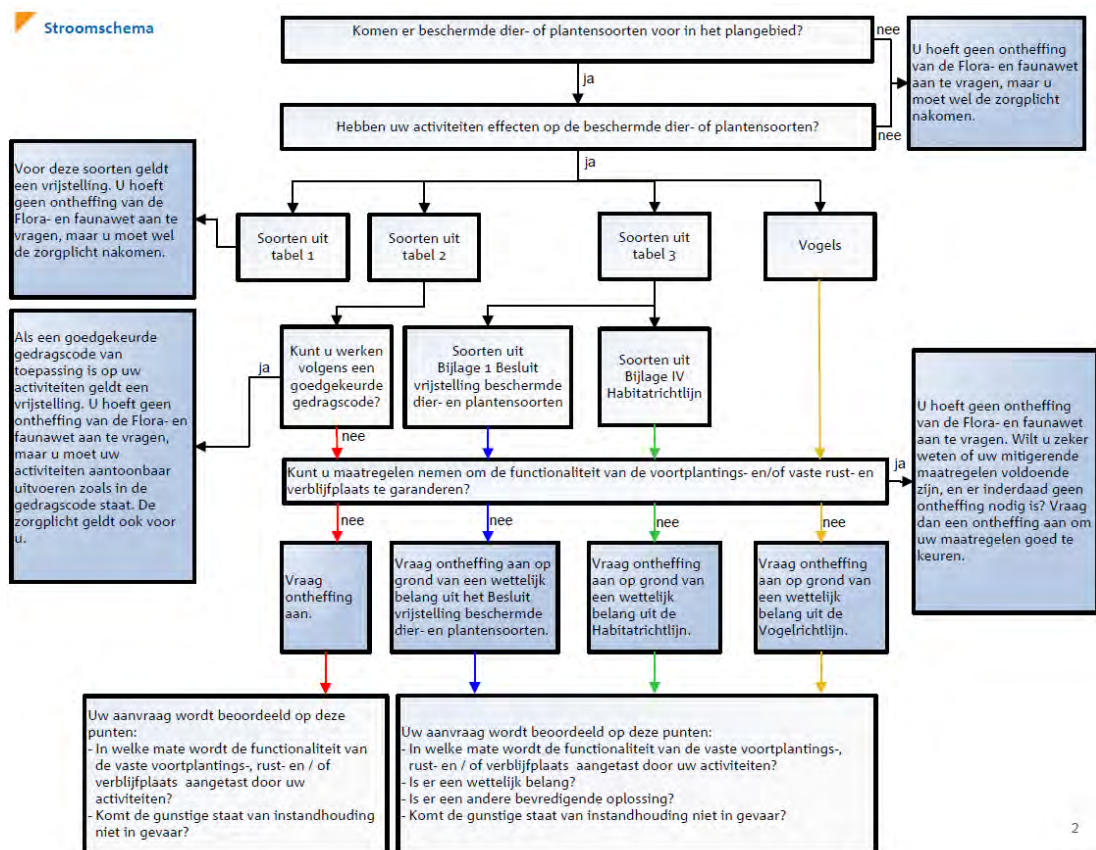 Stroomschema
Komen er beschermde dier- of plantensoorten voor in het plangebied?
nee
U hoeft geen ontheffing
van de Flora- en faunawet
aan te vragen, maar u
moet wel de zorgplicht
nakomen.
ja
Hebben uw activiteiten effecten op de beschermde dier- of plantensoorten?
nee
ja
Voor deze soorten geldt
een vrijstelling. U hoeft
geen ontheffing van de
Flora- en faunawet aan te
vragen, maar u moet wel
de zorgplicht nakomen.
Soorten uit
tabel 1
Soorten uit
tabel 2
Soorten uit
tabel 3
Vogels
Als een goedgekeurde
gedragscode van
toepassing is op uw
activiteiten geldt een
vrijstelling. U hoeft geen
ontheffing van de Flora- en
faunawet aan te vragen,
maar u moet uw
activiteiten aantoonbaar
uitvoeren zoals in de
gedragscode staat. De
zorgplicht geldt ook voor
u.
ja
Kunt u werken
volgens een
goedgekeurde
gedragscode?
Soorten uit
Bijlage 1 Besluit
vrijstelling beschermde
dier- en plantensoorten
Soorten uit
Bijlage IV
Habitatrichtlijn
nee
Kunt u maatregelen nemen om de functionaliteit van de voortplantings- en/of vaste rust- en
verblijfplaats te garanderen?
ja
U hoeft geen ontheffing
van de Flora- en faunawet
aan te vragen. Wilt u zeker
weten of uw mitigerende
maatregelen voldoende
zijn, en er inderdaad geen
ontheffing nodig is? Vraag
dan een ontheffing aan om
uw maatregelen goed te
keuren.
nee
nee
nee
nee
Vraag
ontheffing
aan.
Vraag ontheffing aan op
grond van een wettelijk
belang uit het Besluit
vrijstelling beschermde
dier- en plantensoorten.
Vraag ontheffing
aan op grond van
een wettelijk
belang uit de
Habitatrichtlijn.
Vraag ontheffing
aan op grond van
een wettelijk
belang uit de
Vogelrichtlijn.
Uw aanvraag wordt beoordeeld op deze
punten:
- In welke mate wordt de functionaliteit van
de vaste voortplantings-, rust- en / of
verblijfplaats aangetast door uw
activiteiten?
- Komt de gunstige staat van instandhouding
niet in gevaar?
Uw aanvraag wordt beoordeeld op deze punten:
- In welke mate wordt de functionaliteit van de vaste voortplantings-,
rust- en / of verblijfplaats aangetast door uw activiteiten?
- Is er een wettelijk belang?
- Is er een andere bevredigende oplossing?
- Komt de gunstige staat van instandhouding niet in gevaar?
2